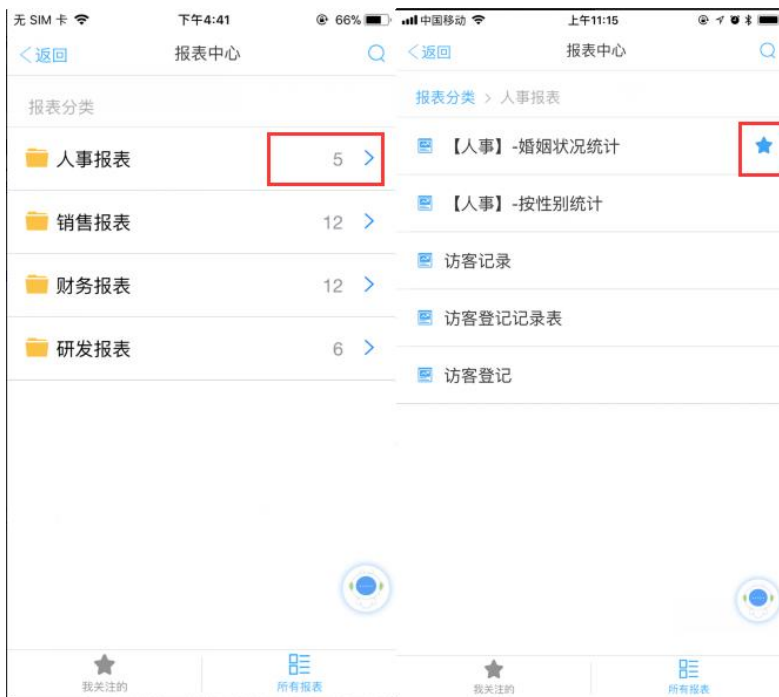 无 SIM 卡 下午4:41 66%
返回 报表中心
报表分类
人事报表 5
销售报表 12
财务报表 12
研发报表 6
我关注的 所有报表
中国移动 上午11:15
返回 报表中心
报表分类 > 人事报表
【人事】-婚姻状况统计
【人事】-按性别统计
访客记录
访客登记记录表
访客登记
我关注的 所有报表